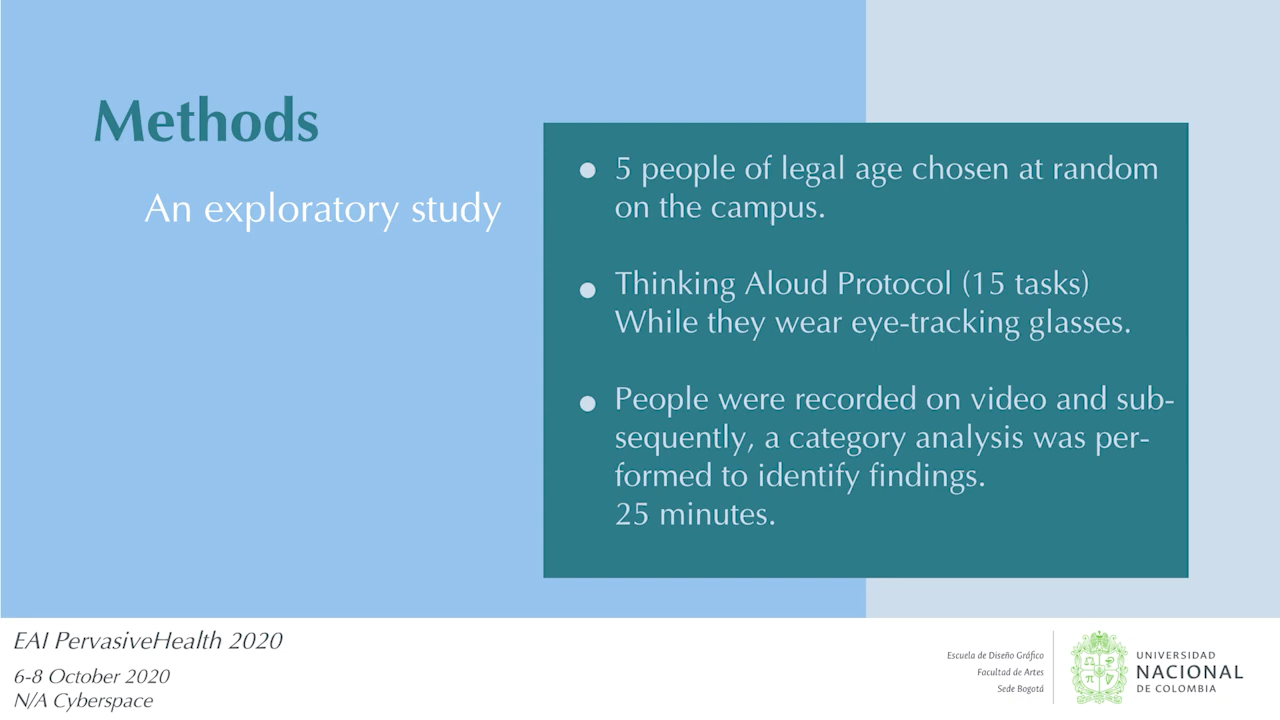 Methods
An exploratory study
5 people of legal age chosen at random
on the campus.
Thinking Aloud Protocol (15 tasks)
While they wear eye-tracking glasses.
People were recorded on video and sub-
sequently, a category analysis was per-
formed to identify findings.
25 minutes.
EAI PervasiveHealth 2020
6-8 October 2020
N/A Cyberspace
Escuela de Diseño Gráfico
Facultad de Artes
Sede Bogotá
UNIVERSIDAD
NACIONAL
DE COLOMBIA